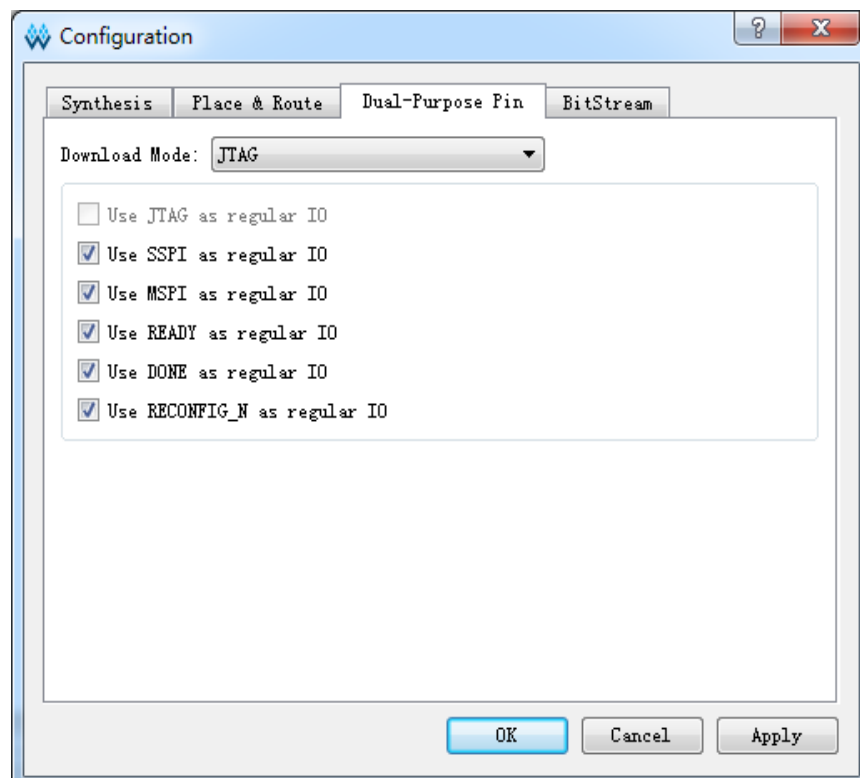 Configuration
Synthesis Place & Route Dual-Purpose Pin BitStream
Download Mode: JTAG
Use JTAG as regular IO
Use SSPI as regular IO
Use MSPI as regular IO
Use READY as regular IO
Use DONE as regular IO
Use RECONFIG_N as regular IO
OK Cancel Apply